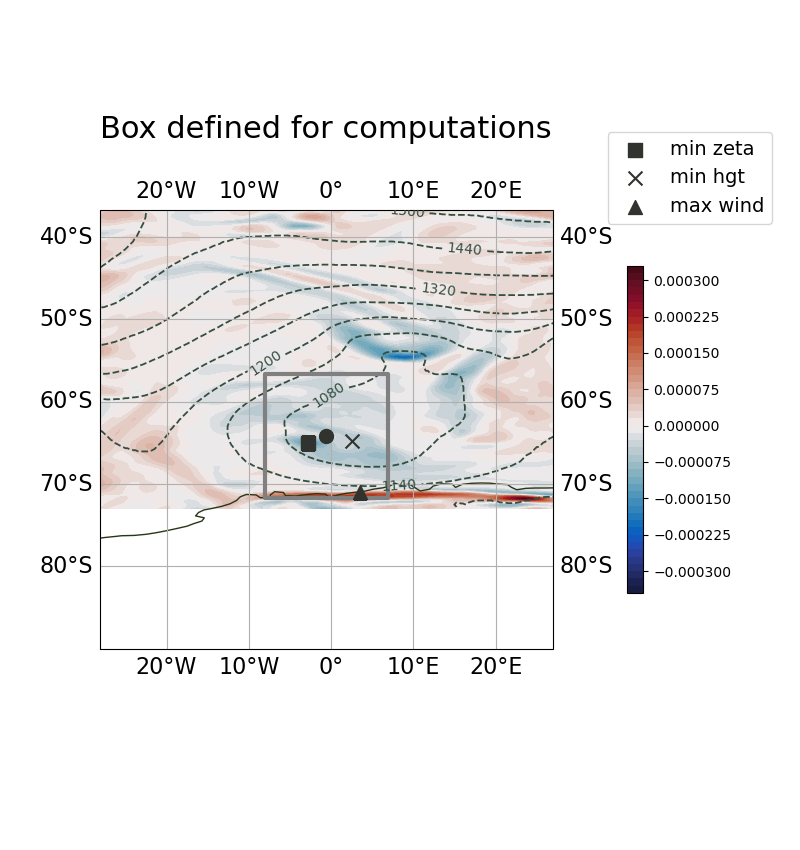 Box defined for computations
min zeta
min hgt
max wind
20°W 10°W 0° 10°E 20°E
40°S 40°S
50°S 50°S
60°S 60°S
70°S 70°S
80°S 80°S
1440
1320
1200
1080
1140
20°W 10°W 0° 10°E 20°E
0.000300
0.000225
0.000150
0.000075
0.000000
−0.000075
−0.000150
−0.000225
−0.000300